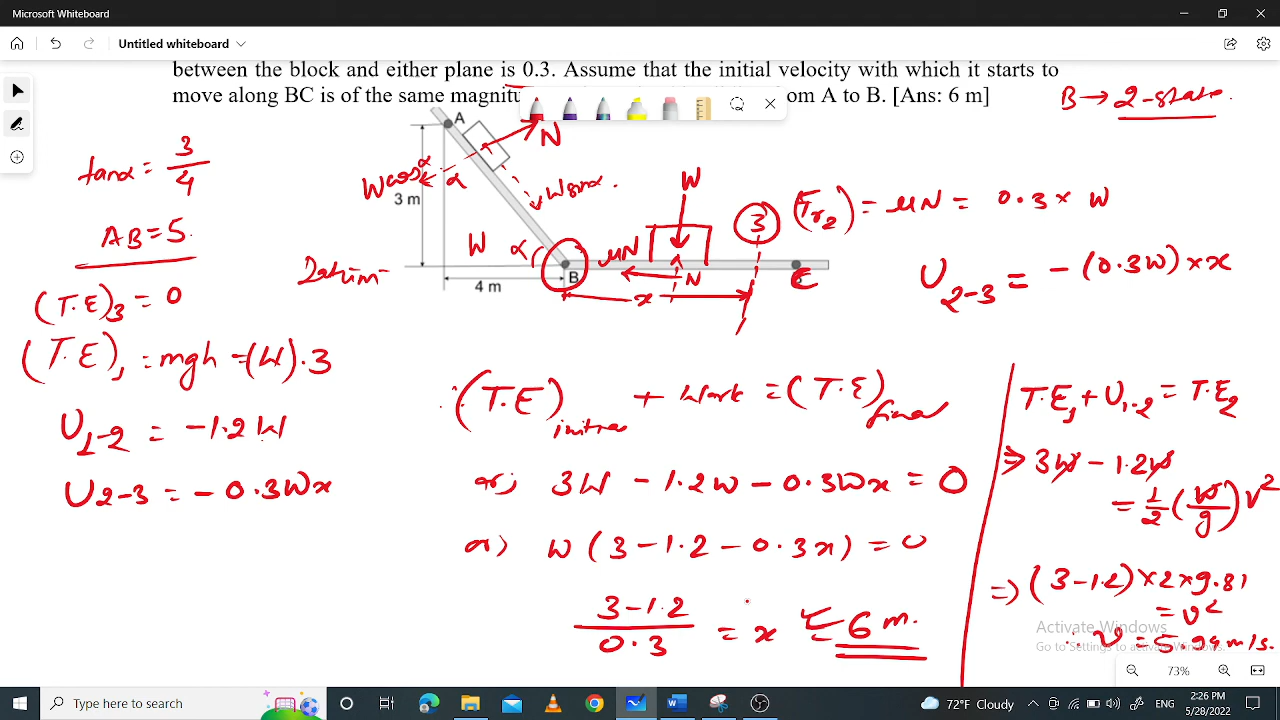 Microsoft Whiteboard
Untitled whiteboard
between the block and either plane is 0.3. Assume that the initial velocity with which it starts to
move along BC is of the same magnitu om A to B. [Ans: 6 m]
B → 2-state.
tanα = 3/4
AB = 5.
(T.E)₃ = 0
(T.E)₁ = mgh = (W).3
U₁₋₂ = -1.2W
U₂₋₃ = -0.3Wx
A
N
Wcosα
α
Wsinα.
3 m
W
α
B
4 m
Datum
W
μN
N
x
3
C
(Fr₂) = μN = 0.3 × W
U₂₋₃ = -(0.3W) × x
∴ (T.E)initial + Work = (T.E)final
or, 3W - 1.2W - 0.3Wx = 0
or) W (3 - 1.2 - 0.3x) = 0
3-1.2/0.3 = x = 6 m.
T.E₁ + U₁₋₂ = T.E₂
⇒ 3W - 1.2W
= 1/2 (W/g) V²
⇒ (3-1.2) × 2 × 9.81
= v²
∴ v = 5.94 m/s.
Activate Windows
Go to Settings to activate Windows.
73%
Type here to search
72°F Cloudy
2:26 PM
5/28/2022